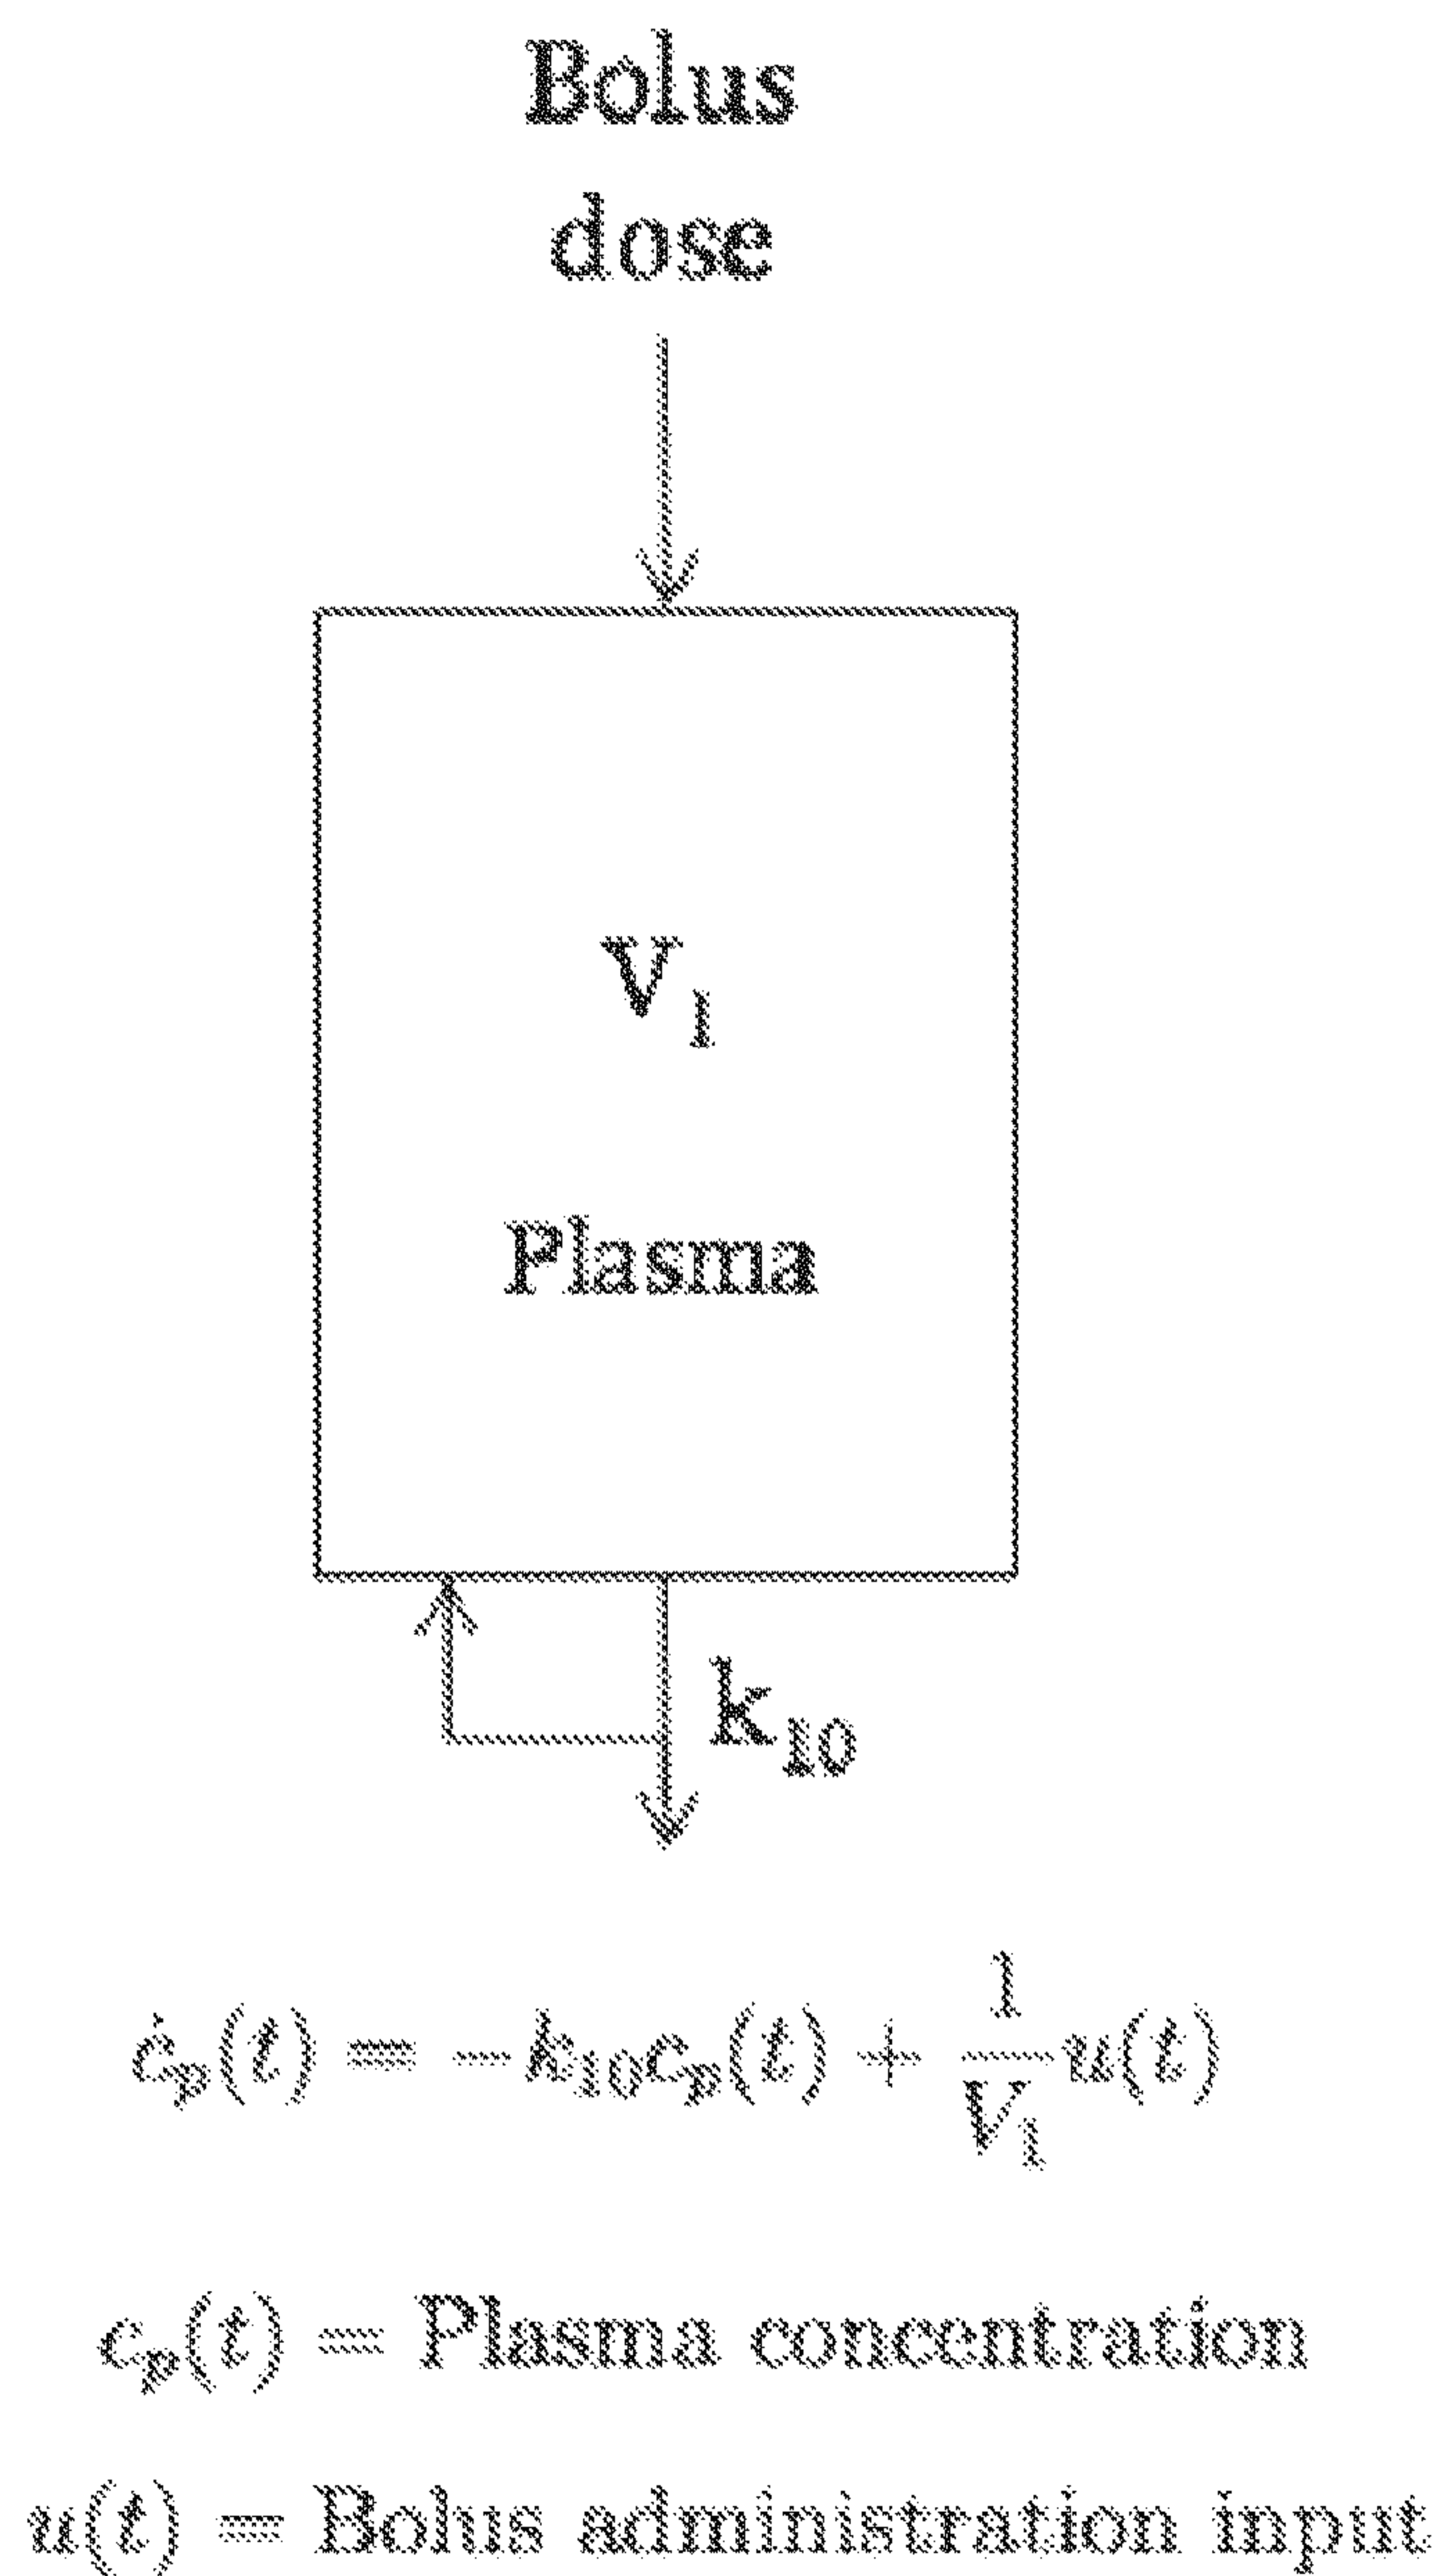 Bolus
dose
V₁
Plasma
k₁₀
ċₚ(t) = −k₁₀cₚ(t) + 1/V₁ u(t)
cₚ(t) = Plasma concentration
u(t) = Bolus administration input